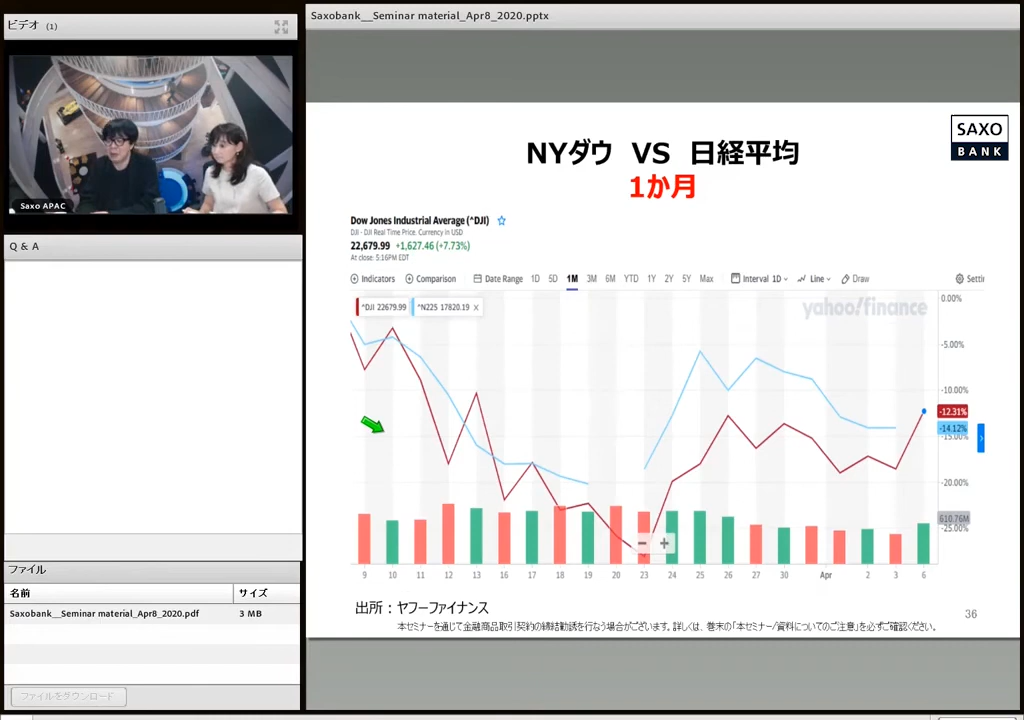 ビデオ (1)
Saxo APAC
Q & A
ファイル
名前
サイズ
Saxobank__Seminar material_Apr8_2020.pdf
3 MB
ファイルをダウンロード
Saxobank__Seminar material_Apr8_2020.pptx
SAXO
BANK
NYダウ VS 日経平均
1か月
Dow Jones Industrial Average (^DJI)
DJI - DJI Real Time Price. Currency in USD
22,679.99 +1,627.46 (+7.73%)
At close: 5:16PM EDT
Indicators Comparison Date Range 1D 5D 1M 3M 6M YTD 1Y 2Y 5Y Max Interval 1D Line Draw Settin
^DJI 22679.99 ^N225 17820.19 x
yahoo!finance
0.00%
-5.00%
-10.00%
-12.31%
-14.12%
-15.00%
-20.00%
610.76M
-25.00%
9 10 11 12 13 16 17 18 19 20 23 24 25 26 27 30 Apr 2 3 6
出所：ヤフーファイナンス
36
本セミナーを通じて金融商品取引契約の締結勧誘を行なう場合がございます。詳しくは、巻末の「本セミナー/資料についてのご注意」を必ずご確認ください。